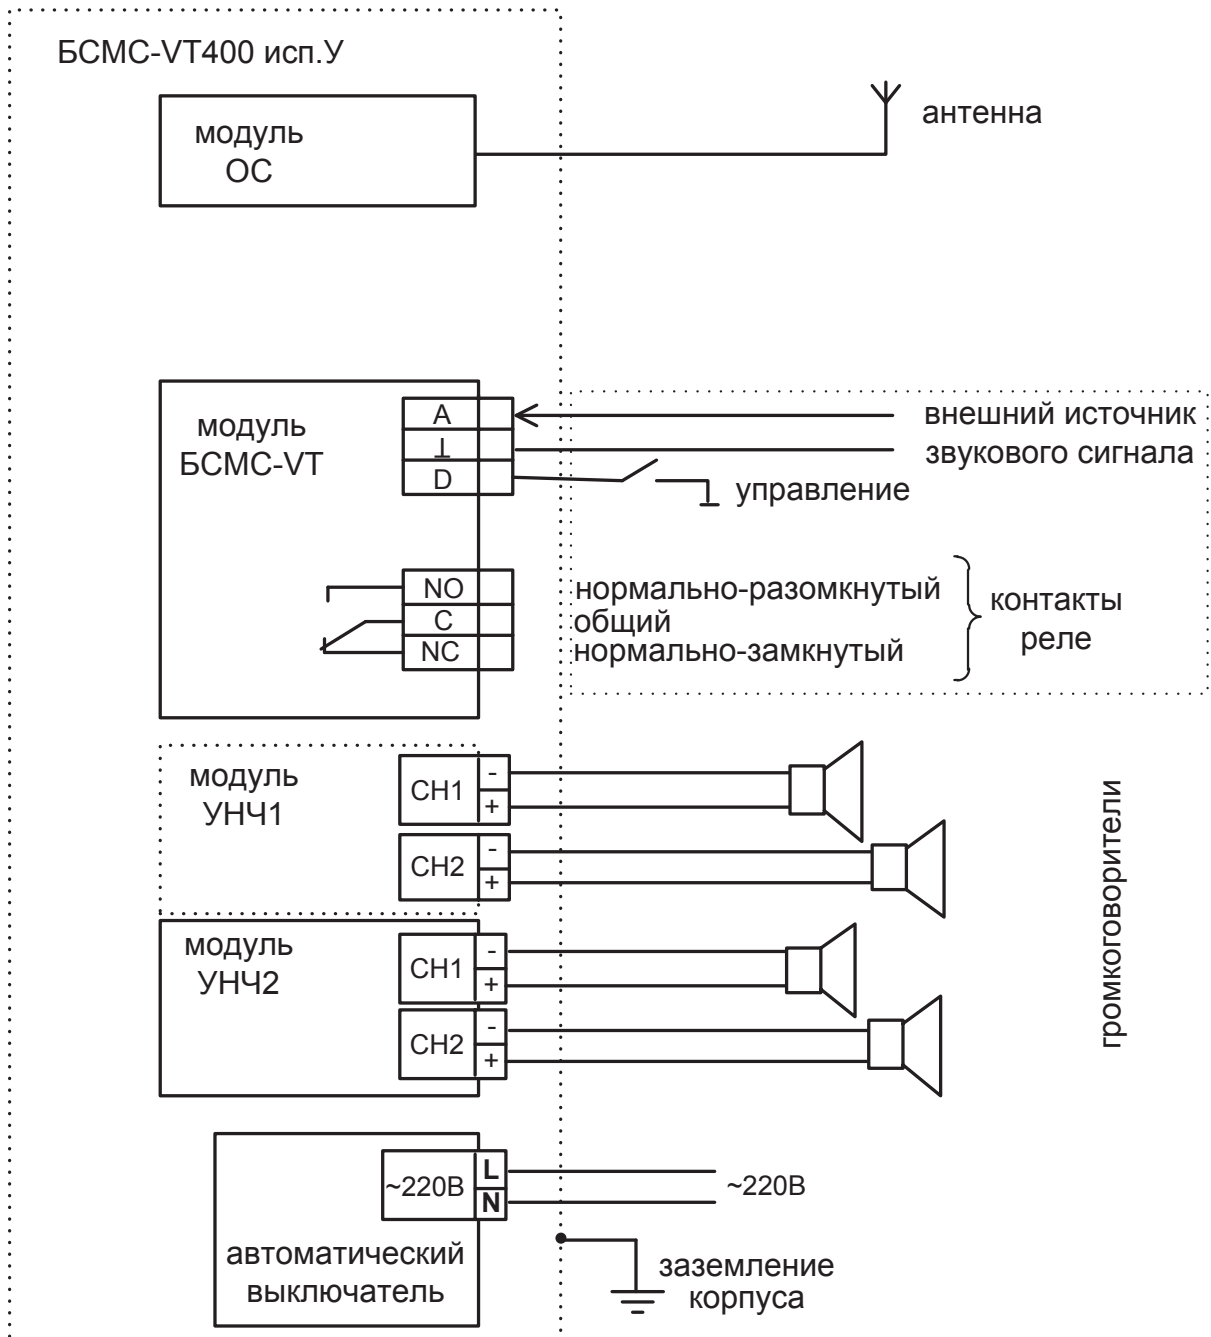 БСМС-VT400 исп.У
модуль
ОС
антенна
модуль
БСМС-VT
A
⊥
D
внешний источник
звукового сигнала
управление
NO
C
NC
нормально-разомкнутый
общий
нормально-замкнутый
контакты
реле
модуль
УНЧ1
CH1
-
+
CH2
-
+
модуль
УНЧ2
CH1
-
+
CH2
-
+
громкоговорители
~220В
L
N
~220В
автоматический
выключатель
заземление
корпуса